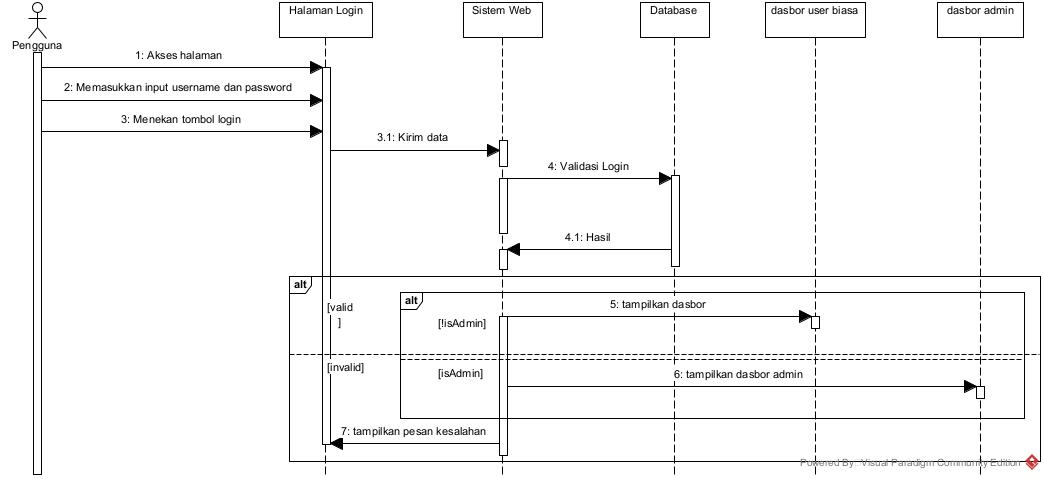 Pengguna
Halaman Login
Sistem Web
Database
dasbor user biasa
dasbor admin
1: Akses halaman
2: Memasukkan input username dan password
3: Menekan tombol login
3.1: Kirim data
4: Validasi Login
4.1: Hasil
alt
[valid
]
alt
5: tampilkan dasbor
[!isAdmin]
[invalid]
[isAdmin]
6: tampilkan dasbor admin
7: tampilkan pesan kesalahan
Powered By: Visual Paradigm Community Edition